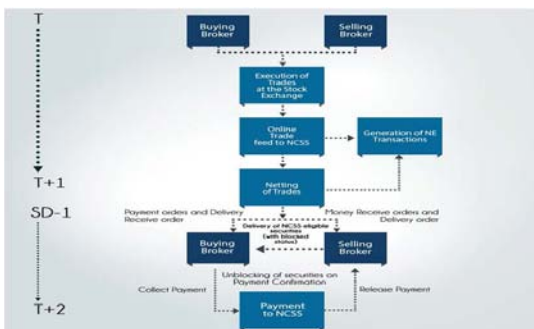 T
Buying
Broker
Selling
Broker
Execution of
Trades
at the Stock
Exchange
Online
Trade
feed to NCSS
Generation of NE
Transactions
T+1
Netting
of Trades
SD-1
Payment orders and Delivery
Receive order
Money Receive orders and
Delivery order
Delivery of NCSS eligible
securities
(with blocked
status)
Buying
Broker
Selling
Broker
Unblocking of securities on
Payment Confirmation
Collect Payment
Release Payment
T+2
Payment
to NCSS